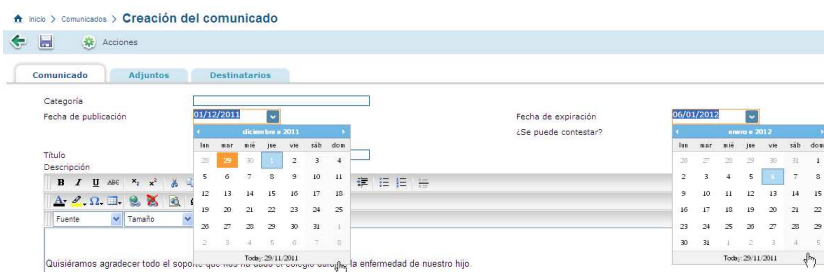 Inicio > Comunicados > Creación del comunicado
Acciones
Comunicado Adjuntos Destinatarios
Categoría
Fecha de publicación 01/12/2011 Fecha de expiración 06/01/2012
¿Se puede contestar?
diciembre 2011 enero 2012
lun mar mié jue vie sáb dom lun mar mié jue vie sáb dom
28 29 30 1 2 3 4 26 27 28 29 30 31 1
Título
5 6 7 8 9 10 11 2 3 4 5 6 7 8
Descripción
B I U ABC ×₁ ×²
12 13 14 15 16 17 18 9 10 11 12 13 14 15
19 20 21 22 23 24 25 16 17 18 19 20 21 22
Fuente Tamaño
26 27 28 29 30 31 1 23 24 25 26 27 28 29
2 3 4 5 6 7 8 30 31 1 2 3 4 5
Today: 29/11/2011 Today: 29/11/2011
Quisiéramos agradecer todo el soporte que nos ha dado el colegio la enfermedad de nuestro hijo.